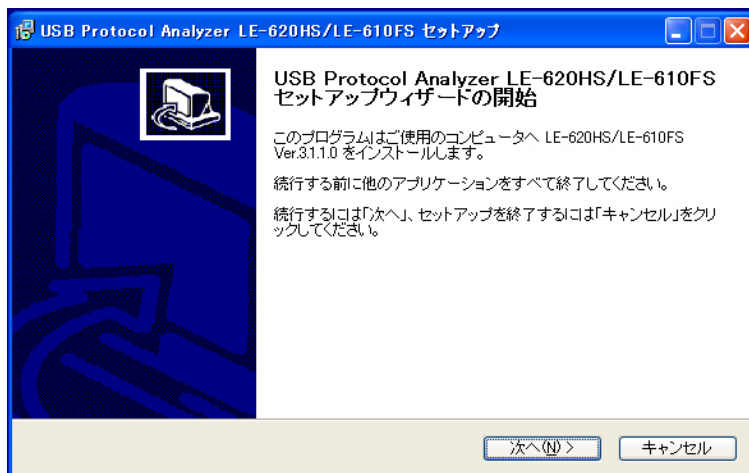 USB Protocol Analyzer LE-620HS/LE-610FS セットアップ
USB Protocol Analyzer LE-620HS/LE-610FS
セットアップウィザードの開始
このプログラムはご使用のコンピュータへ LE-620HS/LE-610FS
Ver.3.1.1.0 をインストールします。
続行する前に他のアプリケーションをすべて終了してください。
続行するには「次へ」、セットアップを終了するには「キャンセル」をクリ
ックしてください。
次へ(N) >
キャンセル